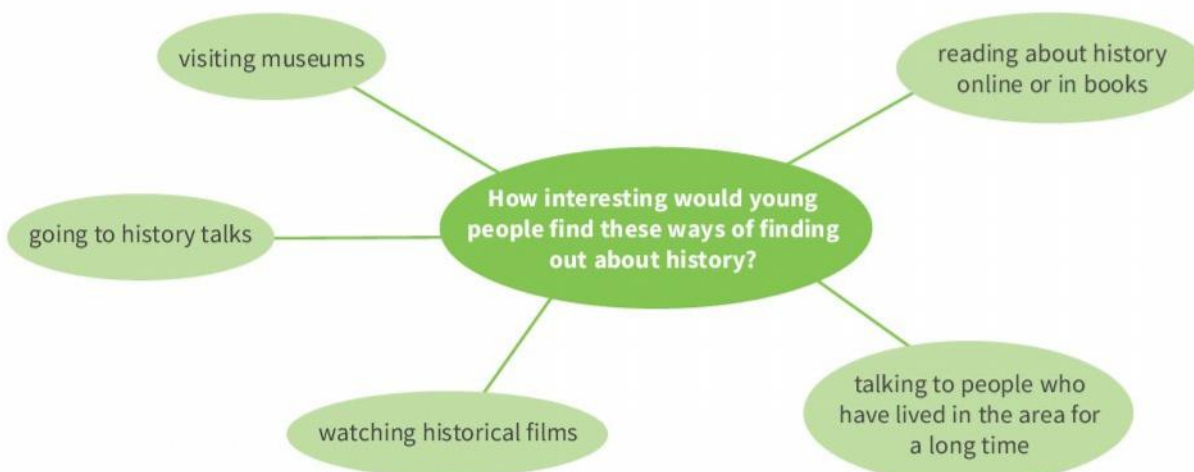 visiting museums
reading about history
online or in books
How interesting would young
people find these ways of finding
out about history?
going to history talks
watching historical films
talking to people who
have lived in the area for
a long time